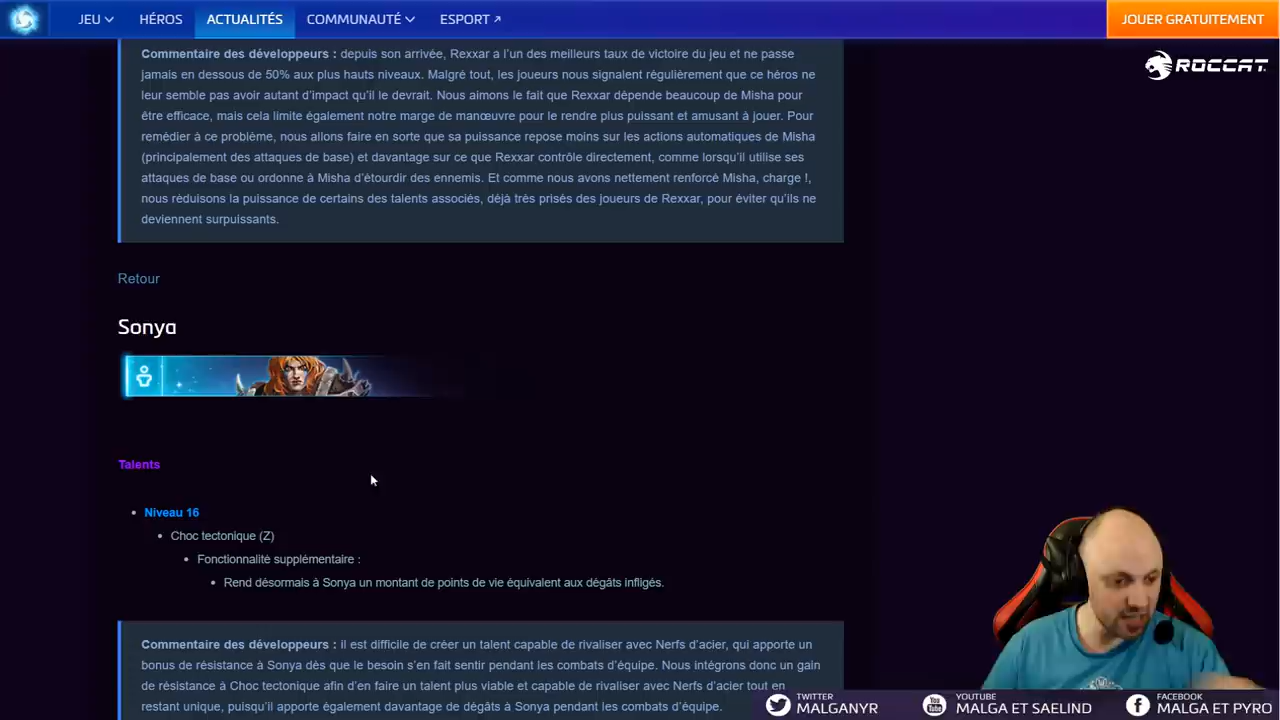 JEU HÉROS ACTUALITÉS COMMUNAUTÉ ESPORT JOUER GRATUITEMENT
ROCCAT.
Commentaire des développeurs : depuis son arrivée, Rexxar a l'un des meilleurs taux de victoire du jeu et ne passe
jamais en dessous de 50% aux plus hauts niveaux. Malgré tout, les joueurs nous signalent régulièrement que ce héros ne
leur semble pas avoir autant d'impact qu'il le devrait. Nous aimons le fait que Rexxar dépende beaucoup de Misha pour
être efficace, mais cela limite également notre marge de manœuvre pour le rendre plus puissant et amusant à jouer. Pour
remédier à ce problème, nous allons faire en sorte que sa puissance repose moins sur les actions automatiques de Misha
(principalement des attaques de base) et davantage sur ce que Rexxar contrôle directement, comme lorsqu'il utilise ses
attaques de base ou ordonne à Misha d'étourdir des ennemis. Et comme nous avons nettement renforcé Misha, charge !,
nous réduisons la puissance de certains des talents associés, déjà très prisés des joueurs de Rexxar, pour éviter qu'ils ne
deviennent surpuissants.
Retour
Sonya
Talents
Niveau 16
Choc tectonique (Z)
Fonctionnalité supplémentaire :
Rend désormais à Sonya un montant de points de vie équivalent aux dégâts infligés.
Commentaire des développeurs : il est difficile de créer un talent capable de rivaliser avec Nerfs d'acier, qui apporte un
bonus de résistance à Sonya dès que le besoin s'en fait sentir pendant les combats d'équipe. Nous intégrons donc un gain
de résistance à Choc tectonique afin d'en faire un talent plus viable et capable de rivaliser avec Nerfs d'acier tout en
restant unique, puisqu'il apporte également davantage de dégâts à Sonya pendant les combats d'équipe.
TWITTER
MALGANYR
YOUTUBE
MALGA ET SAELIND
FACEBOOK
MALGA ET PYRO